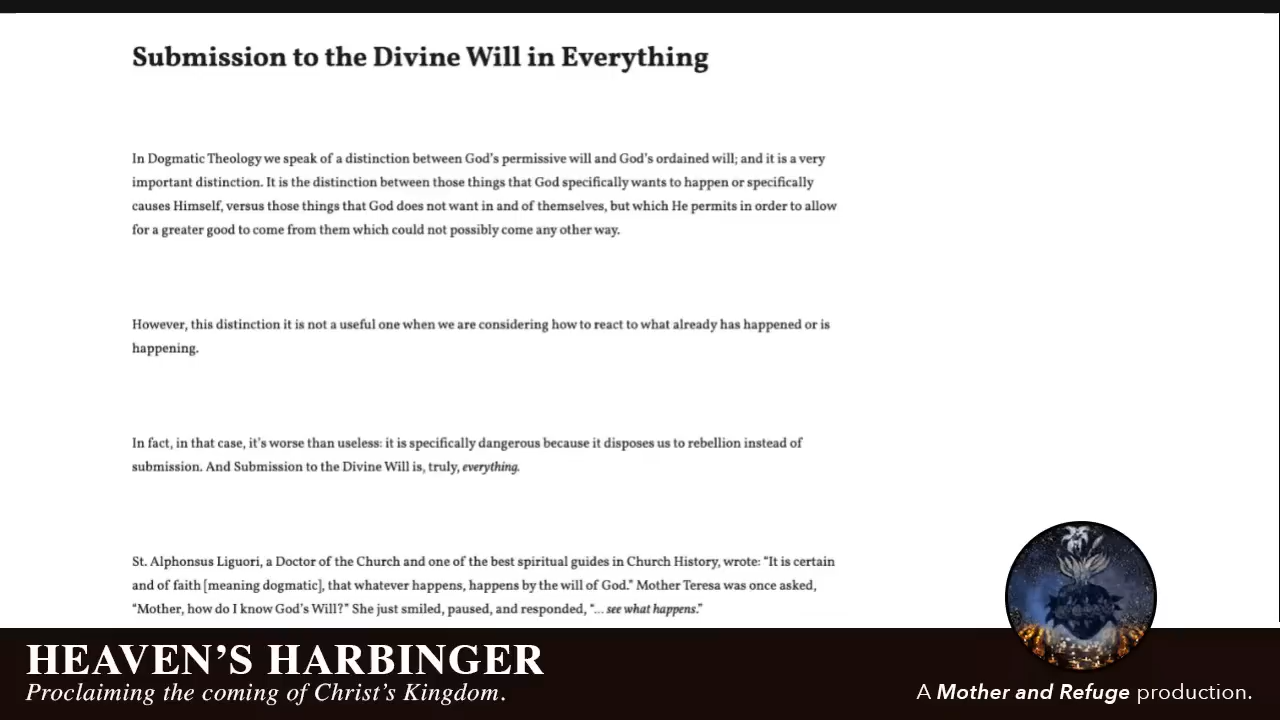 Submission to the Divine Will in Everything
In Dogmatic Theology we speak of a distinction between God's permissive will and God's ordained will; and it is a very
important distinction. It is the distinction between those things that God specifically wants to happen or specifically
causes Himself, versus those things that God does not want in and of themselves, but which He permits in order to allow
for a greater good to come from them which could not possibly come any other way.
However, this distinction it is not a useful one when we are considering how to react to what already has happened or is
happening.
In fact, in that case, it's worse than useless: it is specifically dangerous because it disposes us to rebellion instead of
submission. And Submission to the Divine Will is, truly, everything.
St. Alphonsus Liguori, a Doctor of the Church and one of the best spiritual guides in Church History, wrote: “It is certain
and of faith [meaning dogmatic], that whatever happens, happens by the will of God.” Mother Teresa was once asked,
“Mother, how do I know God's Will?” She just smiled, paused, and responded, “… see what happens.”
HEAVEN'S HARBINGER
Proclaiming the coming of Christ's Kingdom.
A Mother and Refuge production.